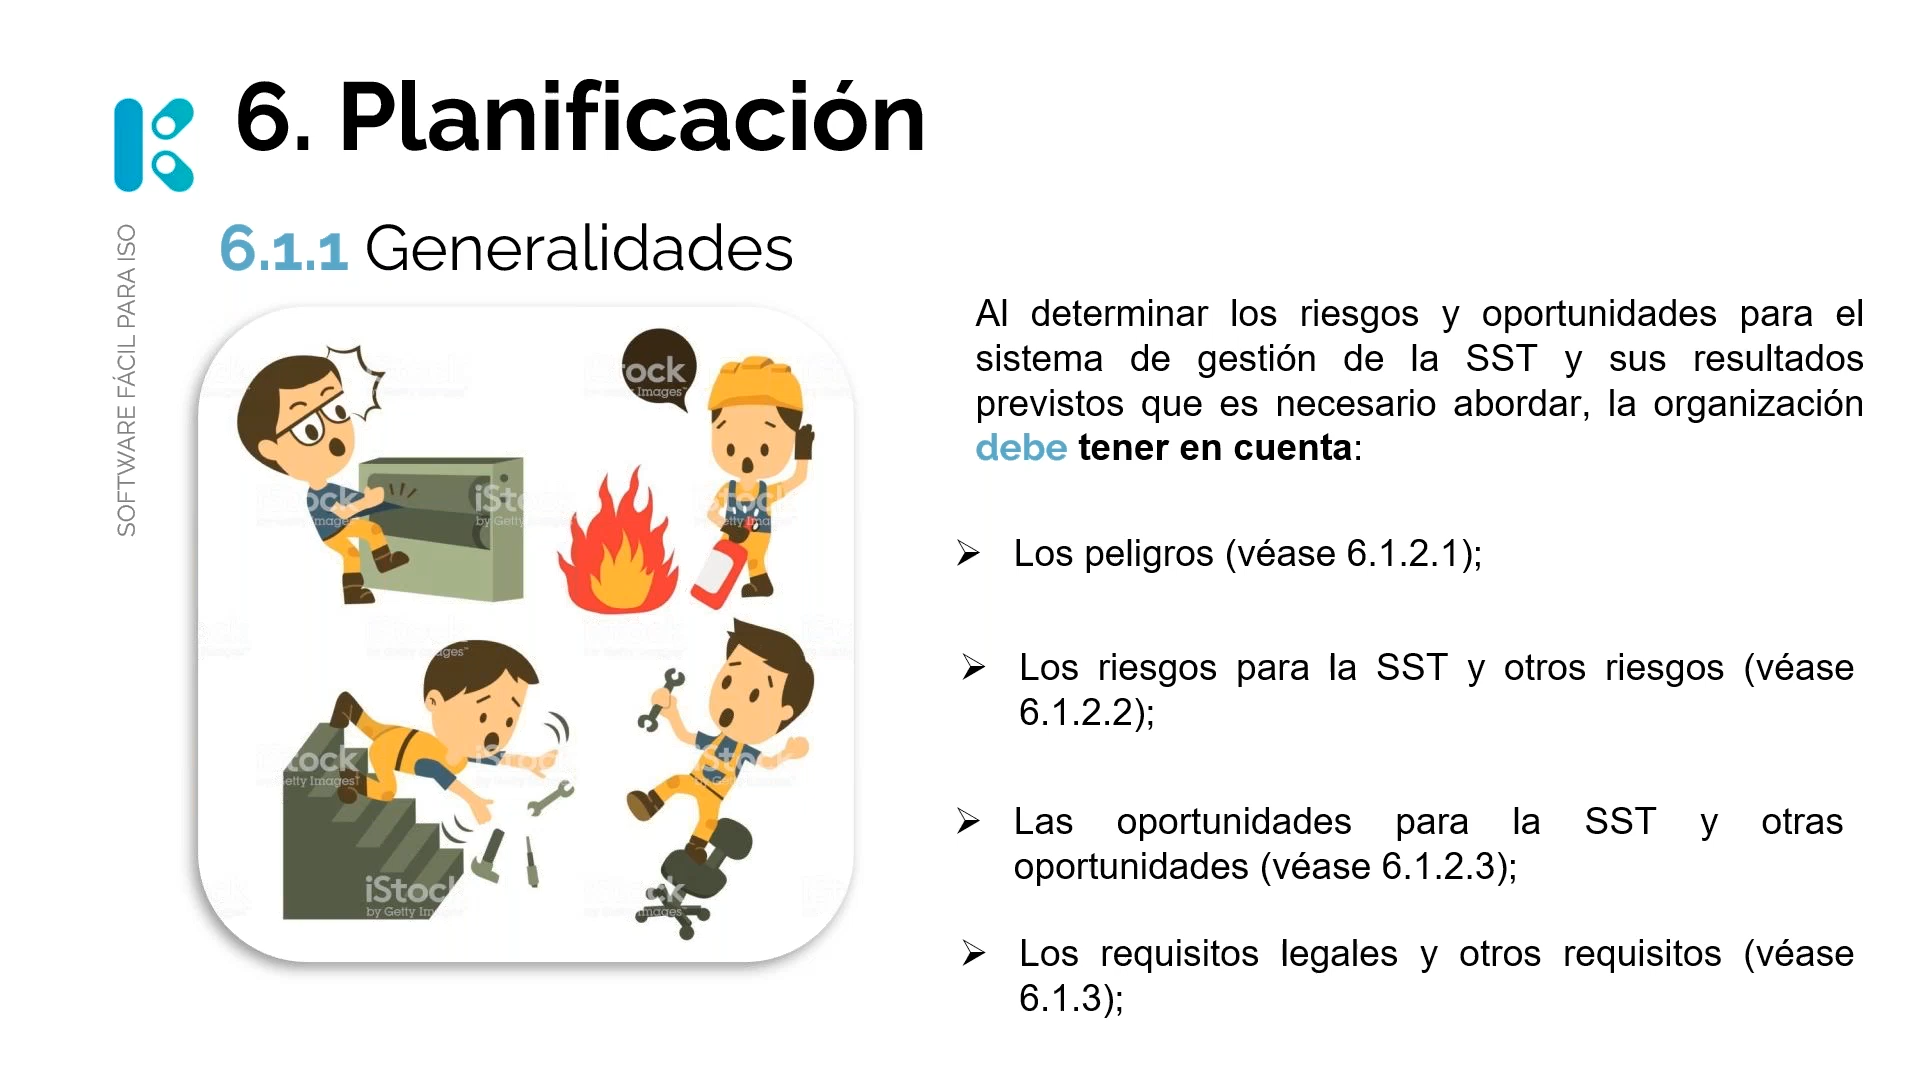 6. Planificación
SOFTWARE FÁCIL PARA ISO
6.1.1 Generalidades
Al determinar los riesgos y oportunidades para el
sistema de gestión de la SST y sus resultados
previstos que es necesario abordar, la organización
debe tener en cuenta:
➢ Los peligros (véase 6.1.2.1);
➢ Los riesgos para la SST y otros riesgos (véase
6.1.2.2);
➢ Las oportunidades para la SST y otras
oportunidades (véase 6.1.2.3);
➢ Los requisitos legales y otros requisitos (véase
6.1.3);
iStock
by Getty Images